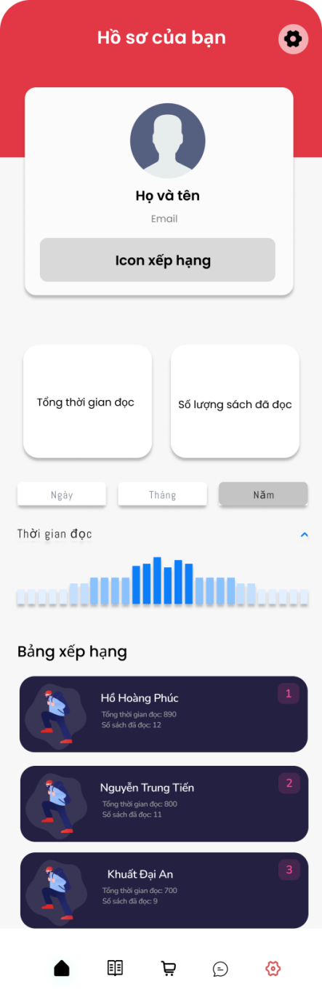 Hồ sơ của bạn
Họ và tên
Email
Icon xếp hạng
Tổng thời gian đọc
Số lượng sách đã đọc
Ngày
Tháng
Năm
Thời gian đọc
Bảng xếp hạng
Hồ Hoàng Phúc
1
Tổng thời gian đọc: 890
Số sách đã đọc: 12
Nguyễn Trung Tiến
2
Tổng thời gian đọc: 800
Số sách đã đọc: 11
Khuất Đại An
3
Tổng thời gian đọc: 700
Số sách đã đọc: 9